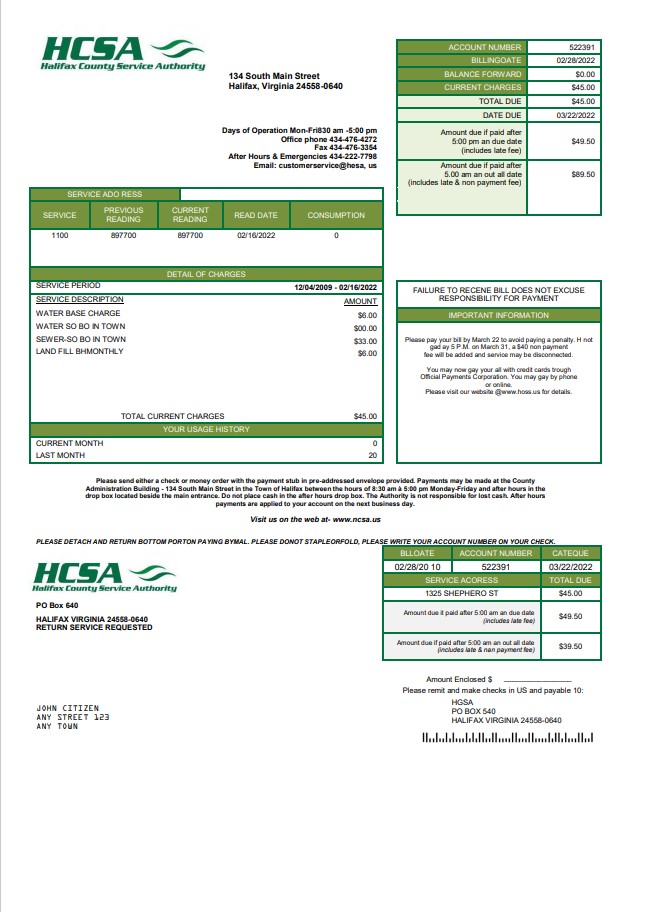 HCSA
Halifax County Service Authority
134 South Main Street
Halifax, Virginia 24558-0640
Days of Operation Mon-Fri830 am -5:00 pm
Office phone 434-476-4272
Fax 434-476-3354
After Hours & Emergencies 434-222-7798
Email: customerservice@hesa, us
ACCOUNT NUMBER 522391
BILLINGDATE 02/28/2022
BALANCE FORWARD $0.00
CURRENT CHARGES $45.00
TOTAL DUE $45.00
DATE DUE 03/22/2022
Amount due if paid after
5:00 pm an due date $49.50
(includes late fee)
Amount due if paid after
5.00 am an out all date $89.50
(includes late & non payment fee)
SERVICE ADO RESS
SERVICE PREVIOUS READING CURRENT READING READ DATE CONSUMPTION
1100 897700 897700 02/16/2022 0
DETAIL OF CHARGES
SERVICE PERIOD 12/04/2009 - 02/16/2022
SERVICE DESCRIPTION AMOUNT
WATER BASE CHARGE $6.00
WATER SO BO IN TOWN $00.00
SEWER-SO BO IN TOWN $33.00
LAND FILL BHMONTHLY $6.00
TOTAL CURRENT CHARGES $45.00
YOUR USAGE HISTORY
CURRENT MONTH 0
LAST MONTH 20
FAILURE TO RECENE BILL DOES NOT EXCUSE
RESPONSIBILITY FOR PAYMENT
IMPORTANT INFORMATION
Please pay your bill by March 22 to avoid paying a penalty. H not
gad ay 5 P.M. on March 31, a $40 non payment
fee will be added and service may be disconnected.
You may now gay your all with credit cards trough
Official Payments Corporation. You may gay by phone
or online.
Please visit our website @www.hoss.us for details.
Please send either a check or money order with the payment stub in pre-addressed envelope provided. Payments may be made at the County
Administration Building - 134 South Main Street in the Town of Halifax between the hours of 8:30 am à 5:00 pm Monday-Friday and after hours in the
drop box located beside the main entrance. Do not place cash in the after hours drop box. The Authority is not responsible for lost cash. After hours
payments are applied to your account on the next business day.
Visit us on the web at- www.ncsa.us
PLEASE DETACH AND RETURN BOTTOM PORTON PAYING BYMAL. PLEASE DONOT STAPLEORFOLD, PLEASE WRITE YOUR ACCOUNT NUMBER ON YOUR CHECK.
HCSA
Halifax County Service Authority
PO Box 640
HALIFAX VIRGINIA 24558-0640
RETURN SERVICE REQUESTED
BLLOATE ACCOUNT NUMBER CATEQUE
02/28/20 10 522391 03/22/2022
SERVICE ACORESS TOTAL DUE
1325 SHEPHERO ST $45.00
Amount due it paid after 5:00 am an due date
(includes late fee) $49.50
Amount due if paid after 5:00 am an out all date
(includes late & nan payment fee) $39.50
Amount Enclosed $
Please remit and make checks in US and payable 10:
HGSA
PO BOX 540
HALIFAX VIRGINIA 24558-0640
JOHN CITIZEN
ANY STREET 123
ANY TOWN